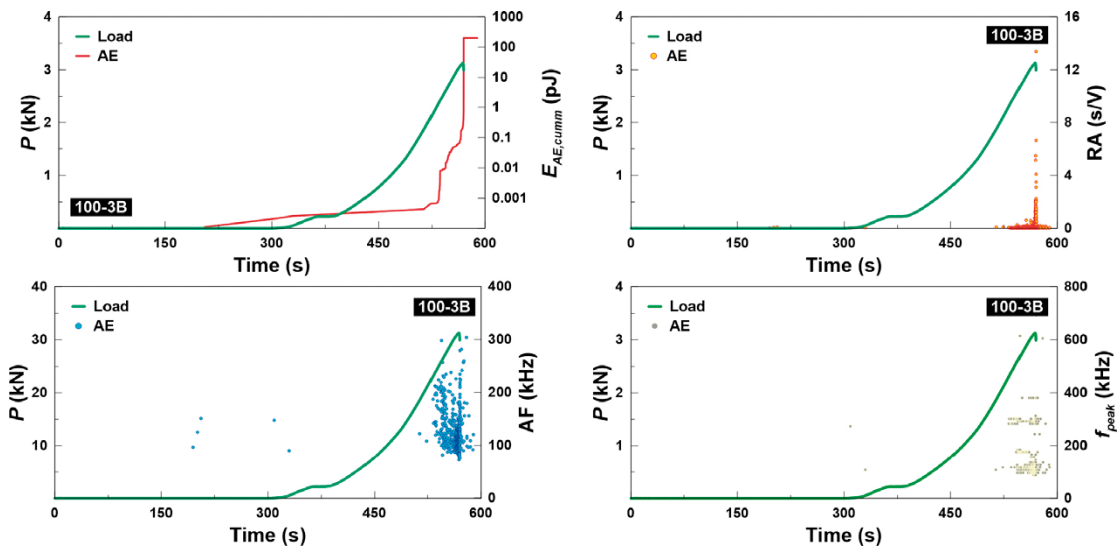 4
3
2
1
P (kN)
Load
AE
100-3B
1000
100
10
1
0.1
0.01
0.001
E_AE,cumm (pJ)
0
150
300
450
600
Time (s)
4
3
2
1
P (kN)
Load
AE
100-3B
16
12
8
4
0
RA (s/V)
0
150
300
450
600
Time (s)
40
30
20
10
P (kN)
Load
AE
100-3B
400
300
200
100
0
AF (kHz)
0
150
300
450
600
Time (s)
4
3
2
1
P (kN)
Load
AE
100-3B
800
600
400
200
0
f_peak (kHz)
0
150
300
450
600
Time (s)